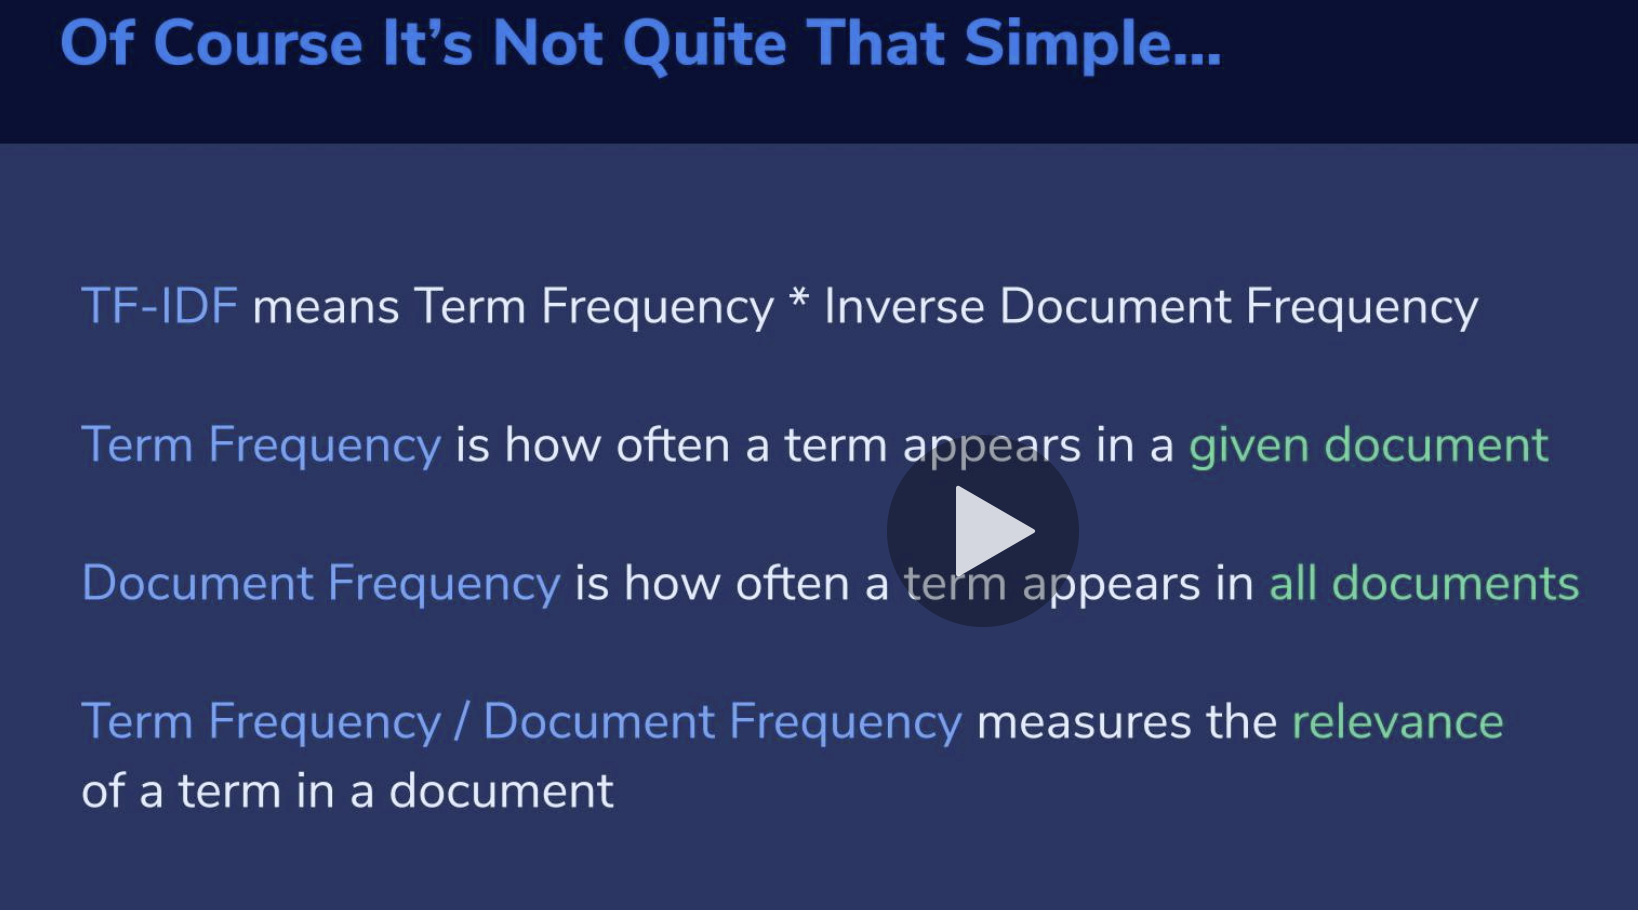 Of Course It’s Not Quite That Simple...
TF-IDF means Term Frequency * Inverse Document Frequency
Term Frequency is how often a term appears in a given document
Document Frequency is how often a term appears in all documents
Term Frequency / Document Frequency measures the relevance
of a term in a document